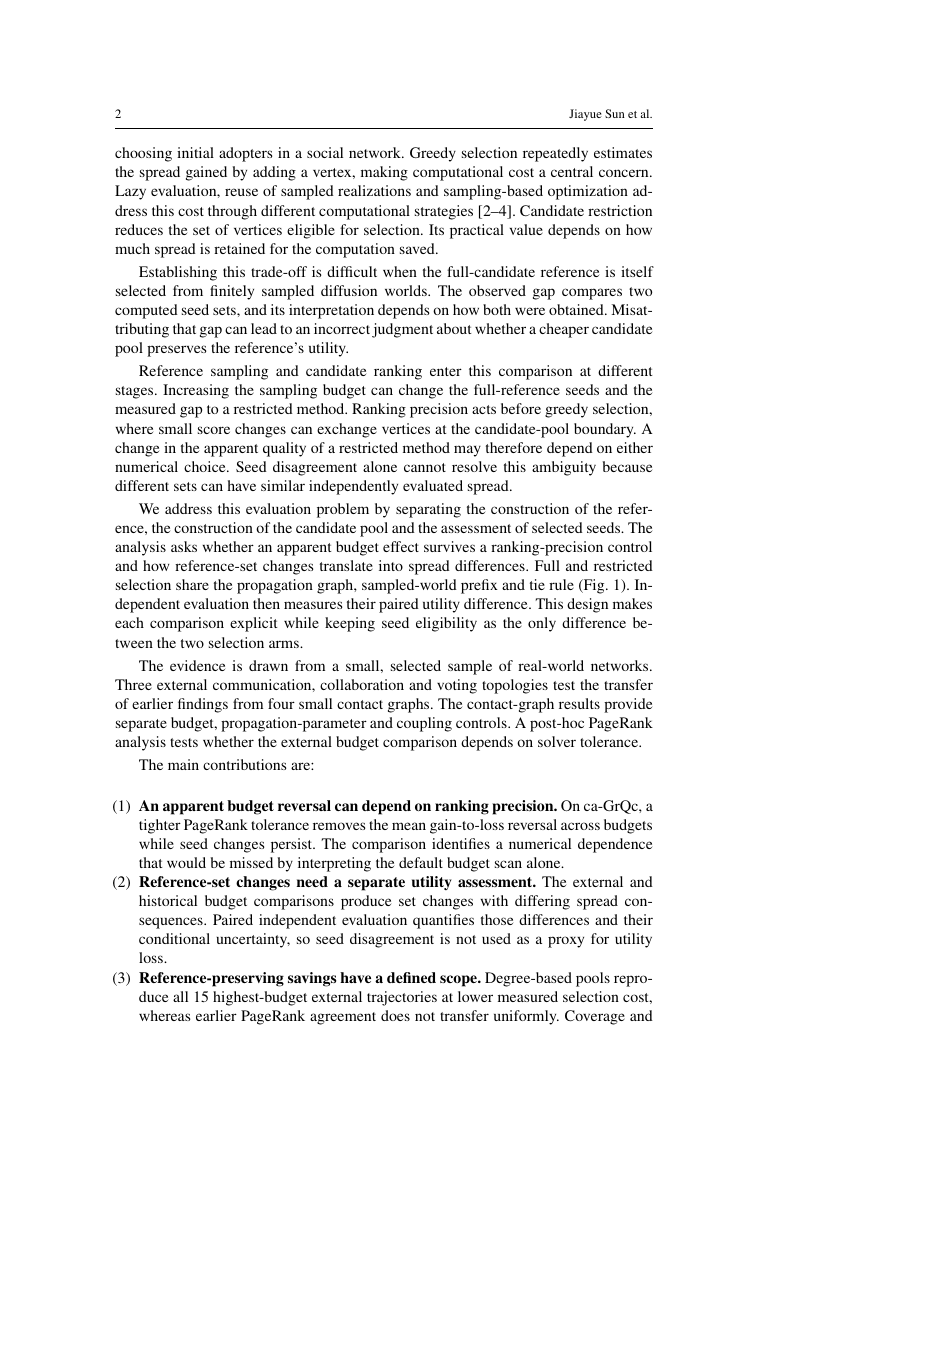 2
Jiayue Sun et al.
choosing initial adopters in a social network. Greedy selection repeatedly estimates
the spread gained by adding a vertex, making computational cost a central concern.
Lazy evaluation, reuse of sampled realizations and sampling-based optimization ad-
dress this cost through different computational strategies [2–4]. Candidate restriction
reduces the set of vertices eligible for selection. Its practical value depends on how
much spread is retained for the computation saved.
Establishing this trade-off is difficult when the full-candidate reference is itself
selected from finitely sampled diffusion worlds. The observed gap compares two
computed seed sets, and its interpretation depends on how both were obtained. Misat-
tributing that gap can lead to an incorrect judgment about whether a cheaper candidate
pool preserves the reference's utility.
Reference sampling and candidate ranking enter this comparison at different
stages. Increasing the sampling budget can change the full-reference seeds and the
measured gap to a restricted method. Ranking precision acts before greedy selection,
where small score changes can exchange vertices at the candidate-pool boundary. A
change in the apparent quality of a restricted method may therefore depend on either
numerical choice. Seed disagreement alone cannot resolve this ambiguity because
different sets can have similar independently evaluated spread.
We address this evaluation problem by separating the construction of the refer-
ence, the construction of the candidate pool and the assessment of selected seeds. The
analysis asks whether an apparent budget effect survives a ranking-precision control
and how reference-set changes translate into spread differences. Full and restricted
selection share the propagation graph, sampled-world prefix and tie rule (Fig. 1). In-
dependent evaluation then measures their paired utility difference. This design makes
each comparison explicit while keeping seed eligibility as the only difference be-
tween the two selection arms.
The evidence is drawn from a small, selected sample of real-world networks.
Three external communication, collaboration and voting topologies test the transfer
of earlier findings from four small contact graphs. The contact-graph results provide
separate budget, propagation-parameter and coupling controls. A post-hoc PageRank
analysis tests whether the external budget comparison depends on solver tolerance.
The main contributions are:
(1) An apparent budget reversal can depend on ranking precision. On ca-GrQc, a
tighter PageRank tolerance removes the mean gain-to-loss reversal across budgets
while seed changes persist. The comparison identifies a numerical dependence
that would be missed by interpreting the default budget scan alone.
(2) Reference-set changes need a separate utility assessment. The external and
historical budget comparisons produce set changes with differing spread con-
sequences. Paired independent evaluation quantifies those differences and their
conditional uncertainty, so seed disagreement is not used as a proxy for utility
loss.
(3) Reference-preserving savings have a defined scope. Degree-based pools repro-
duce all 15 highest-budget external trajectories at lower measured selection cost,
whereas earlier PageRank agreement does not transfer uniformly. Coverage and